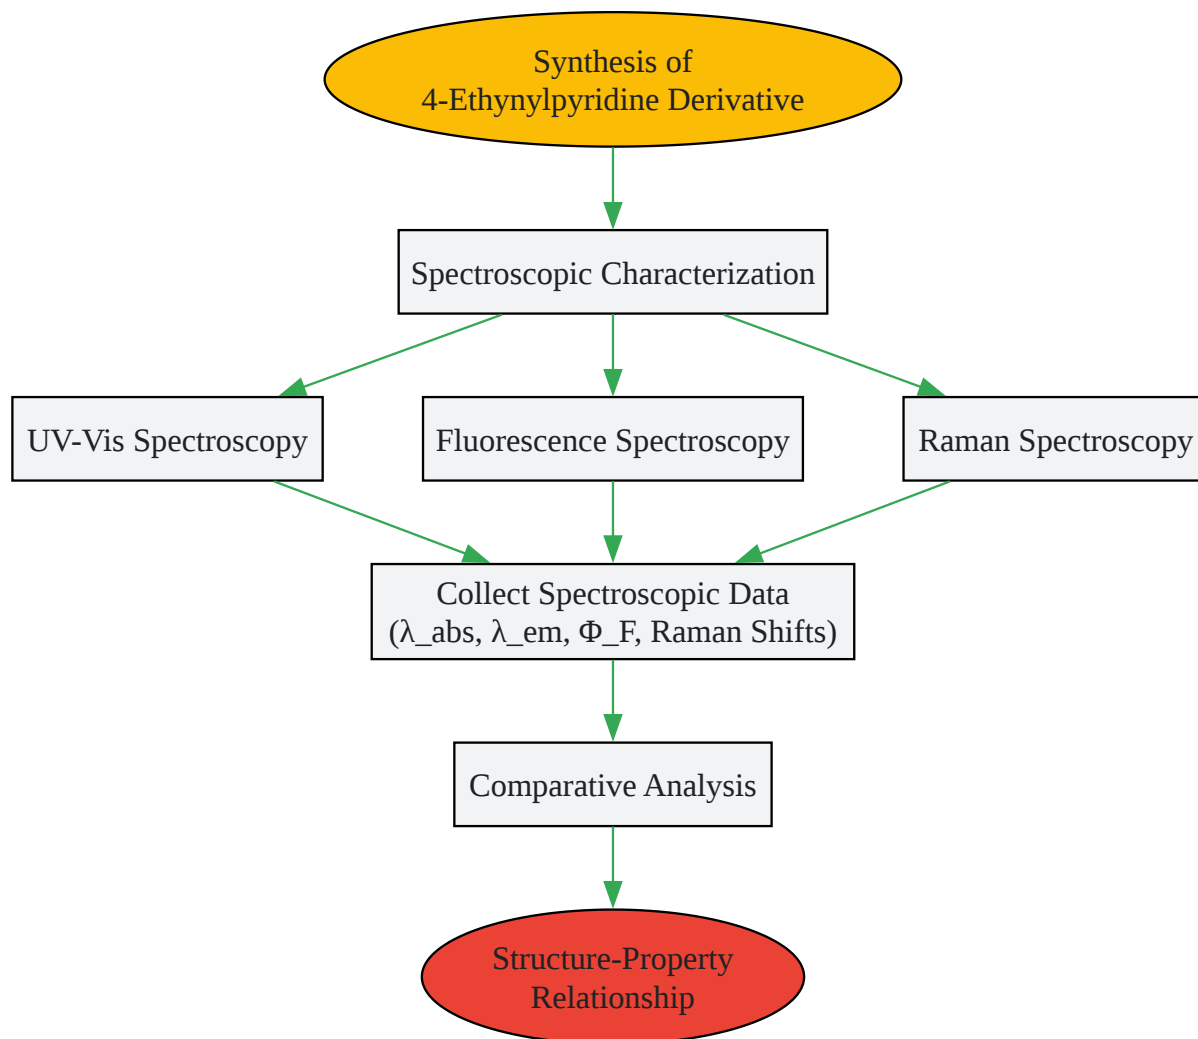 Synthesis of
4-Ethynylpyridine Derivative
Spectroscopic Characterization
UV-Vis Spectroscopy
Fluorescence Spectroscopy
Raman Spectroscopy
Collect Spectroscopic Data
(λ_abs, λ_em, Φ_F, Raman Shifts)
Comparative Analysis
Structure-Property
Relationship